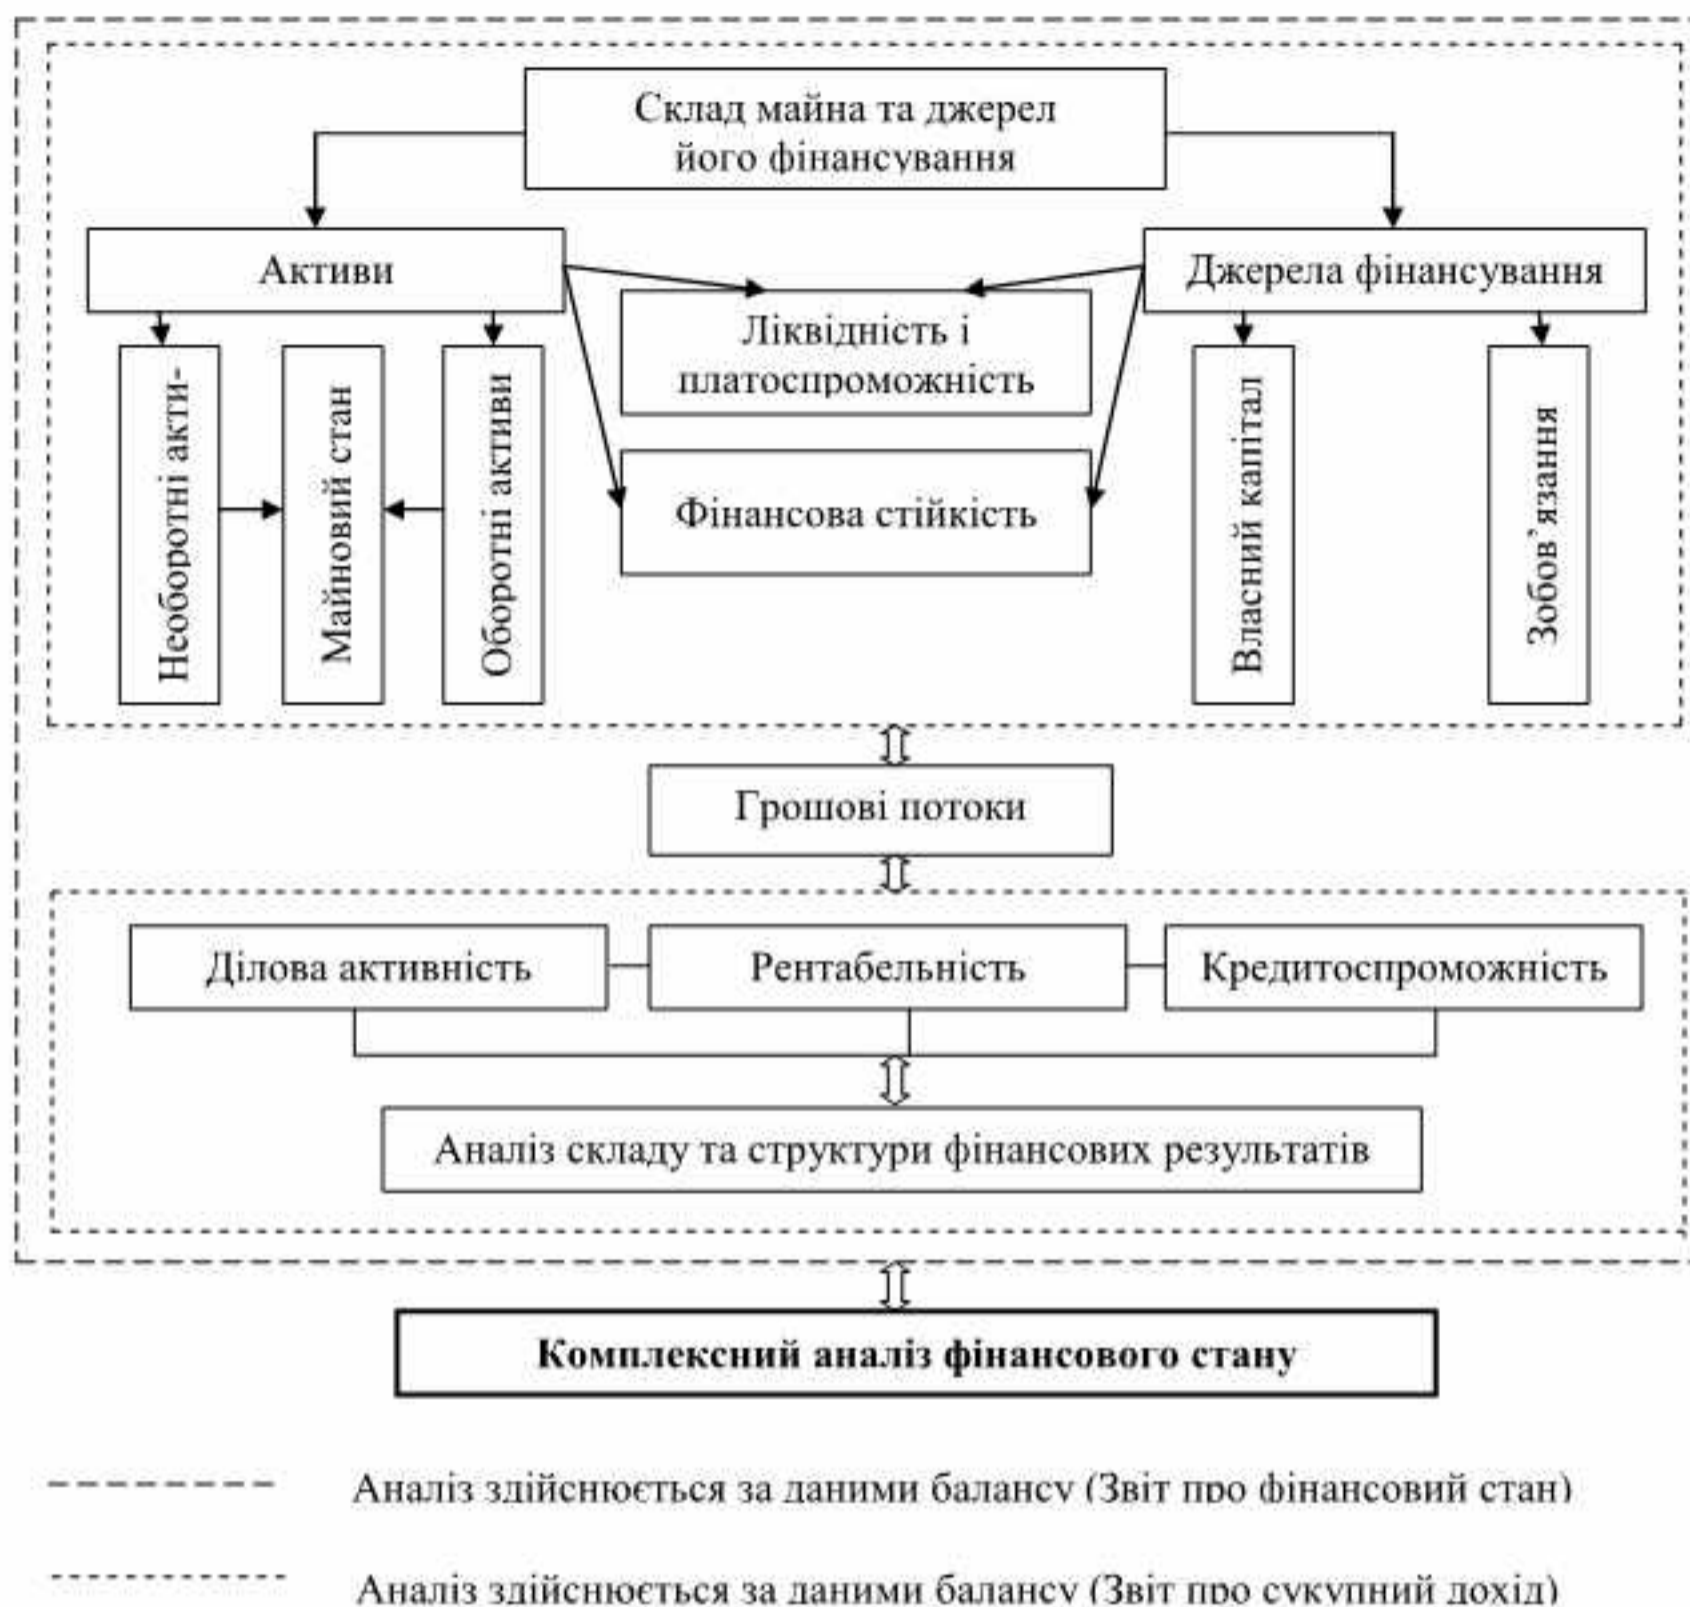 Склад майна та джерел
його фінансування
Активи
Джерела фінансування
Ліквідність і
платоспроможність
Необоротні акти-
Майновий стан
Оборотні активи
Фінансова стійкість
Власний капітал
Зобов’язання
Грошові потоки
Ділова активність
Рентабельність
Кредитоспроможність
Аналіз складу та структури фінансових результатів
Комплексний аналіз фінансового стану
Аналіз здійснюється за даними балансу (Звіт про фінансовий стан)
Аналіз здійснюється за даними балансу (Звіт про сукупний дохід)